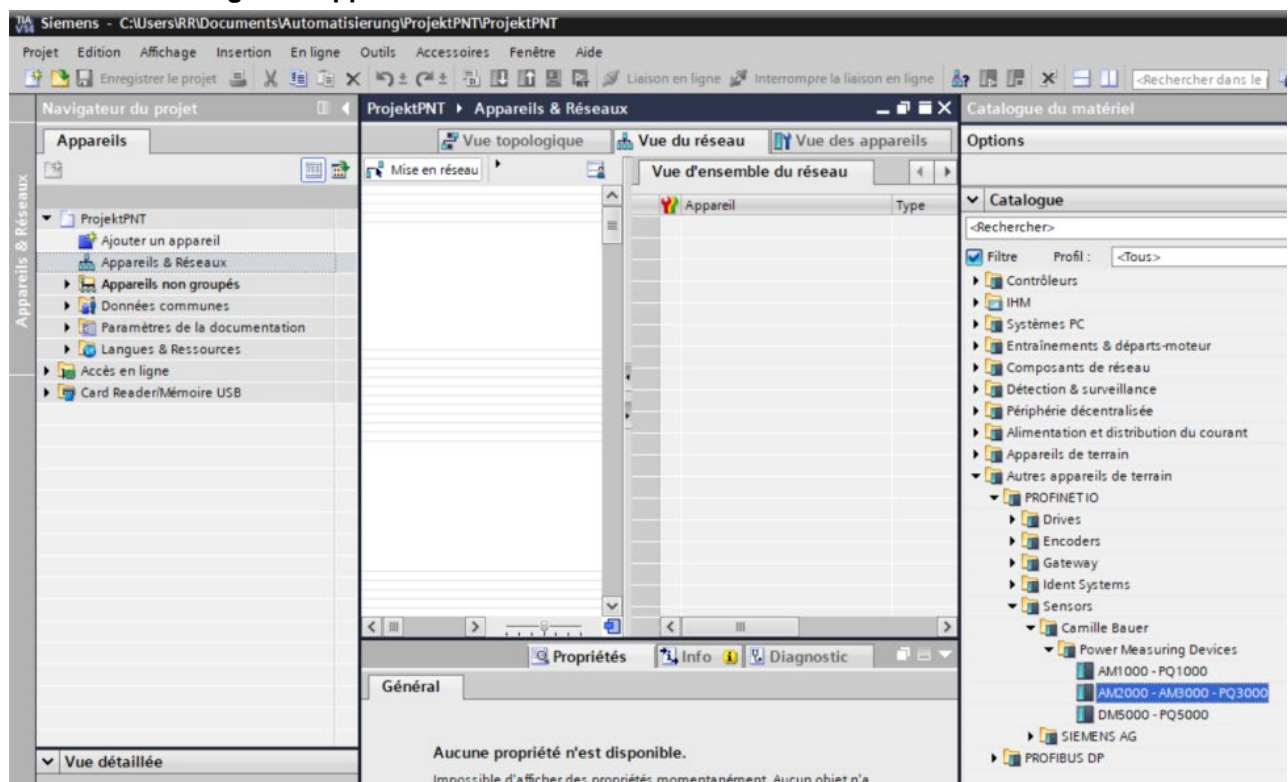 Siemens - C:\Users\RR\Documents\Automatisierung\ProjektPNT\ProjektPNT
Projet Edition Affichage Insertion En ligne Outils Accessoires Fenêtre Aide
Enregistrer le projet Liaison en ligne Interrompre la liaison en ligne <Rechercher dans le
Navigateur du projet
Appareils
Appareils & Réseaux
ProjektPNT
Ajouter un appareil
Appareils & Réseaux
Appareils non groupés
Données communes
Paramètres de la documentation
Langues & Ressources
Accès en ligne
Card Reader/Mémoire USB
Vue détaillée
ProjektPNT ▸ Appareils & Réseaux
Vue topologique Vue du réseau Vue des appareils
Mise en réseau
Vue d'ensemble du réseau
Appareil Type
Propriétés Info Diagnostic
Général
Aucune propriété n'est disponible.
Impossible d'afficher des propriétés momentanément. Aucun objet n'a
Catalogue du matériel
Options
Catalogue
<Rechercher>
Filtre Profil : <Tous>
Contrôleurs
IHM
Systèmes PC
Entraînements & départs-moteur
Composants de réseau
Détection & surveillance
Périphérie décentralisée
Alimentation et distribution du courant
Appareils de terrain
Autres appareils de terrain
PROFINET IO
Drives
Encoders
Gateway
Ident Systems
Sensors
Camille Bauer
Power Measuring Devices
AM1000 - PQ1000
AM2000 - AM3000 - PQ3000
DM5000 - PQ5000
SIEMENS AG
PROFIBUS DP